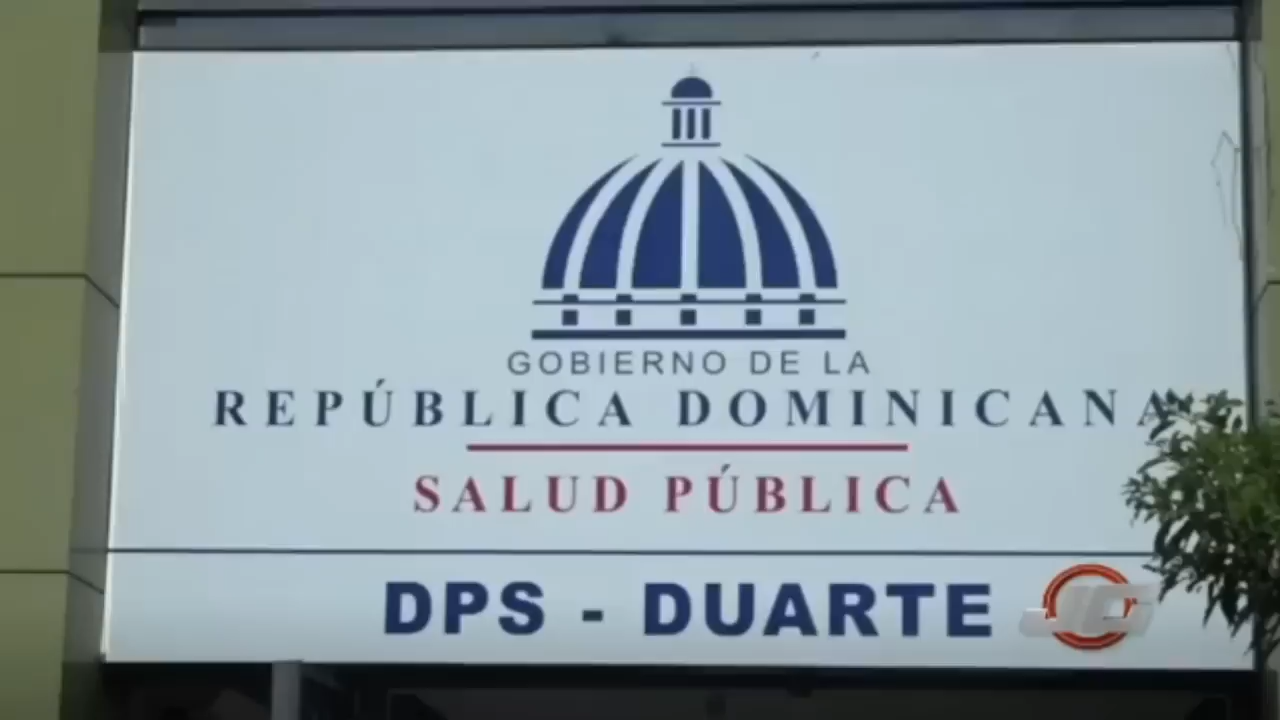 GOBIERNO DE LA
REPÚBLICA DOMINICANA
SALUD PÚBLICA
DPS - DUARTE